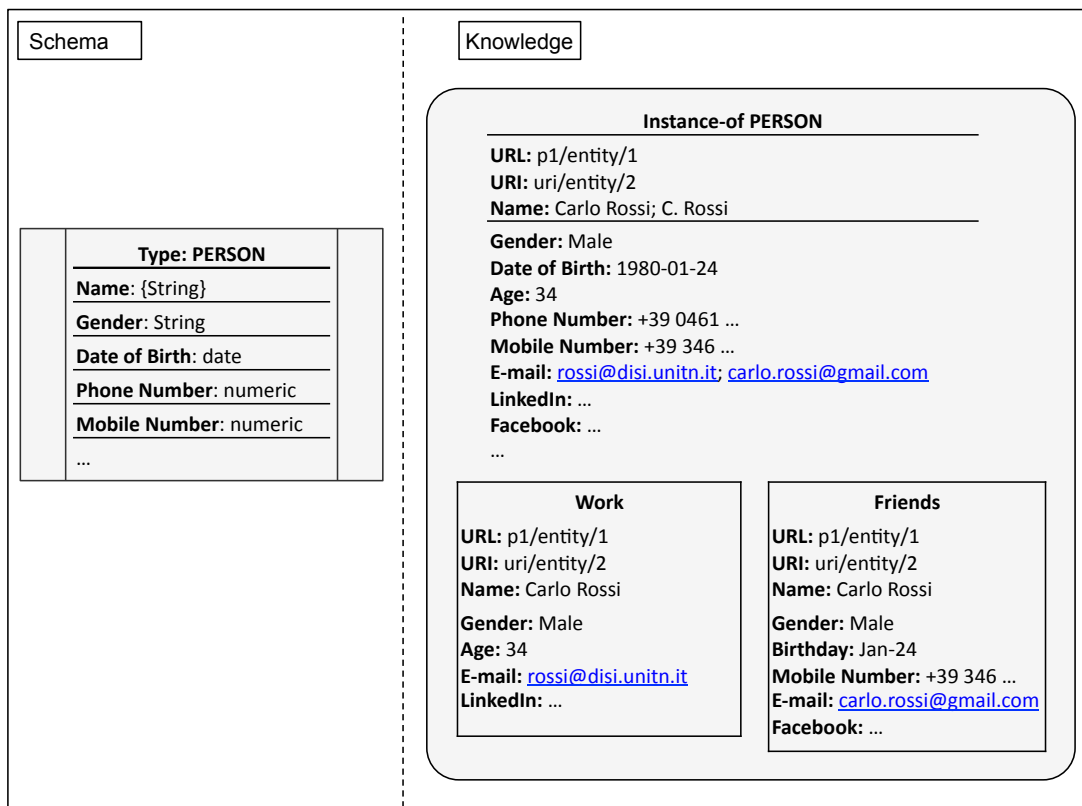 Schema
Knowledge
Type: PERSON
Name: {String}
Gender: String
Date of Birth: date
Phone Number: numeric
Mobile Number: numeric
...
Instance-of PERSON
URL: p1/entity/1
URI: uri/entity/2
Name: Carlo Rossi; C. Rossi
Gender: Male
Date of Birth: 1980-01-24
Age: 34
Phone Number: +39 0461 ...
Mobile Number: +39 346 ...
E-mail: rossi@disi.unitn.it; carlo.rossi@gmail.com
LinkedIn: ...
Facebook: ...
...
Work
URL: p1/entity/1
URI: uri/entity/2
Name: Carlo Rossi
Gender: Male
Age: 34
E-mail: rossi@disi.unitn.it
LinkedIn: ...
Friends
URL: p1/entity/1
URI: uri/entity/2
Name: Carlo Rossi
Gender: Male
Birthday: Jan-24
Mobile Number: +39 346 ...
E-mail: carlo.rossi@gmail.com
Facebook: ...